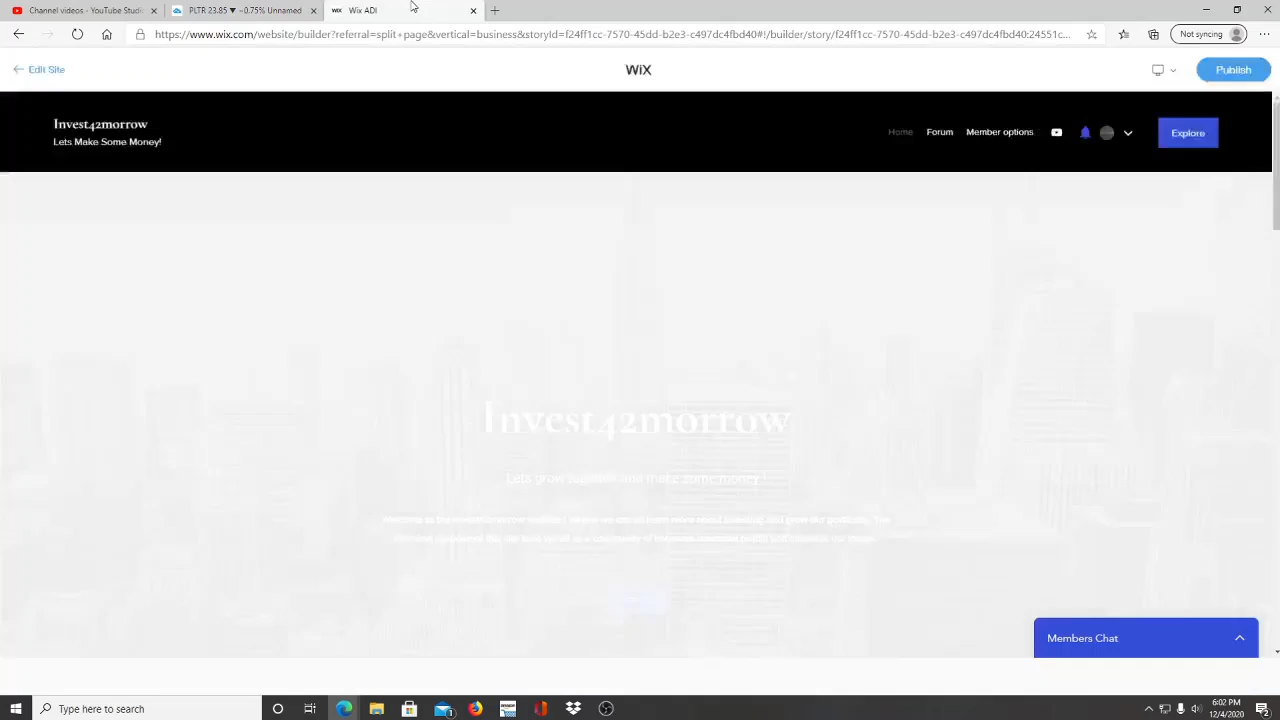 Channel videos - YouTube Studio
PLTR 23.85 ▼ −0.75% Unnamed
WiX Wix ADI
https://www.wix.com/website/builder?referral=split+page&vertical=business&storyId=f24ff1cc-7570-45dd-b2e3-c497dc4fbd40#!/builder/story/f24ff1cc-7570-45dd-b2e3-c497dc4fbd40:24551c...
Not syncing
Edit Site
WiX
Publish
Invest42morrow
Lets Make Some Money!
Home
Forum
Member options
Explore
Invest42morrow
Lets grow together and make some money !
Members Chat
Type here to search
6:02 PM
12/4/2020